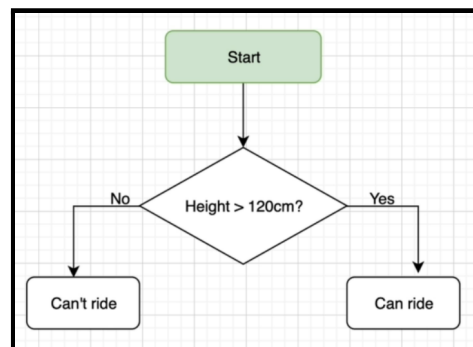 Start
No
Height > 120cm?
Yes
Can't ride
Can ride